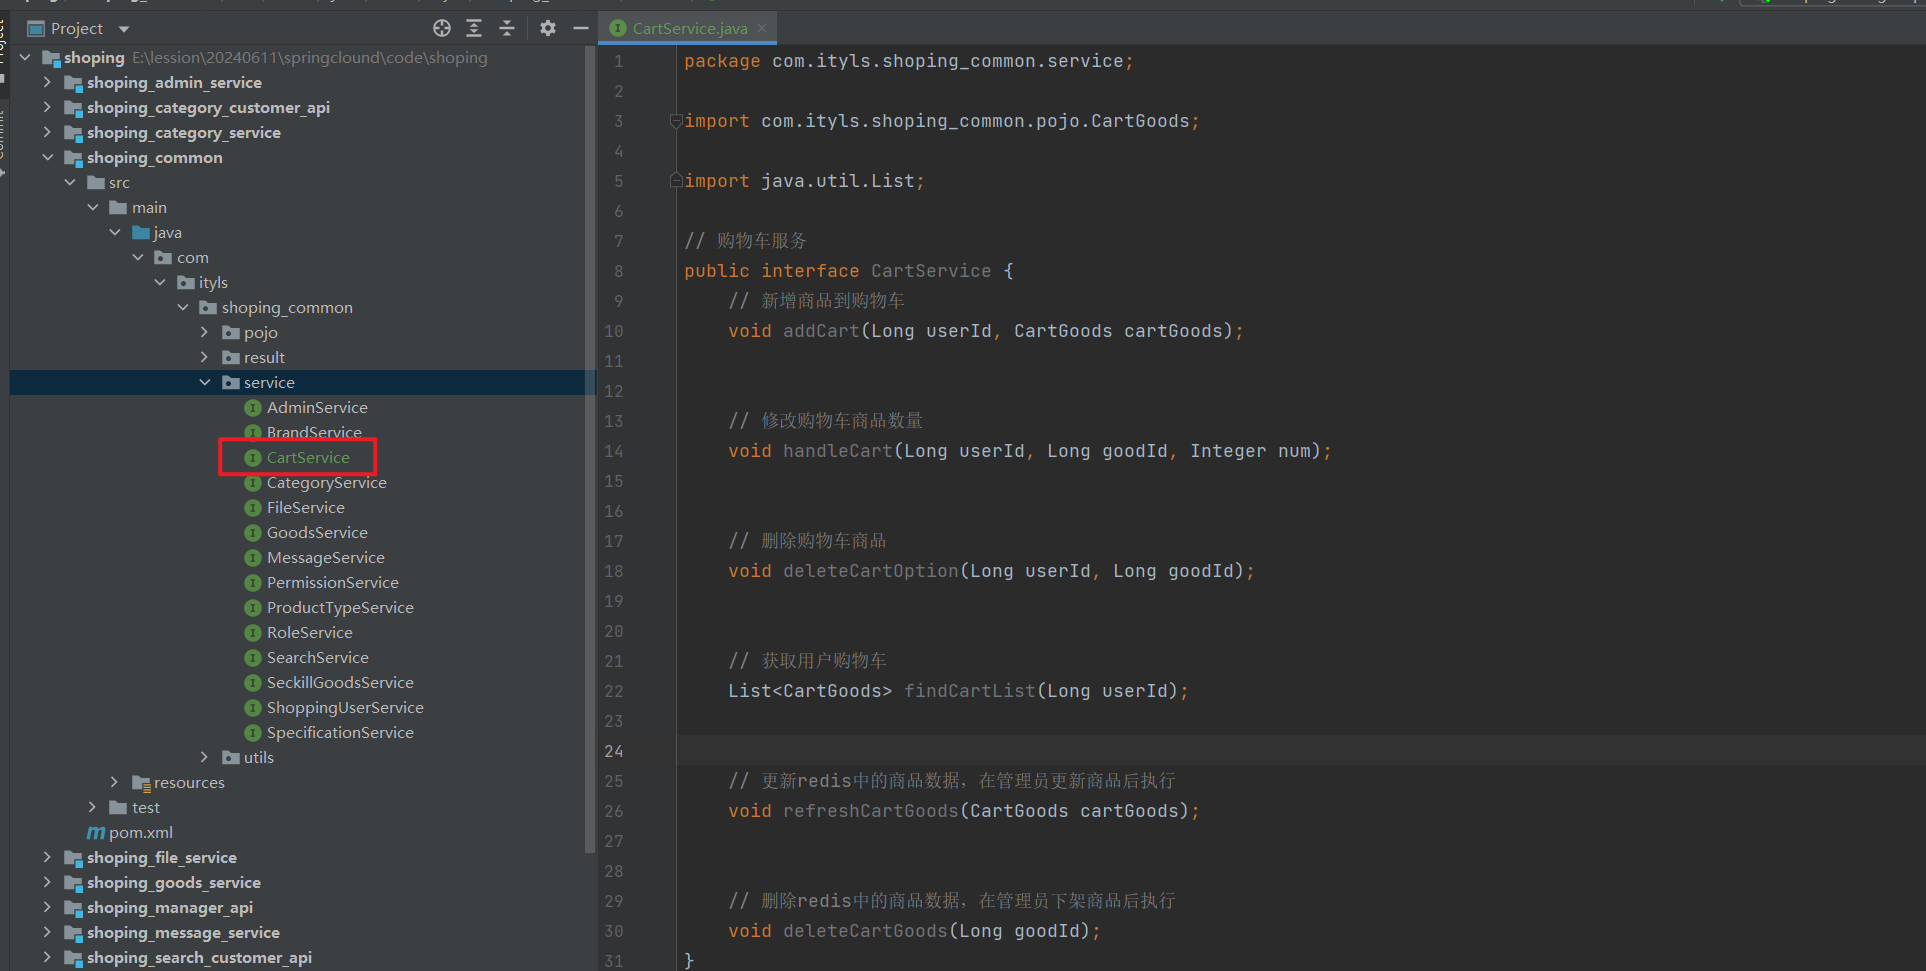 Project
CartService.java
shoping E:\lession\20240611\springclound\code\shoping
shoping_admin_service
shoping_category_customer_api
shoping_category_service
shoping_common
src
main
java
com
ityls
shoping_common
pojo
result
service
AdminService
BrandService
CartService
CategoryService
FileService
GoodsService
MessageService
PermissionService
ProductTypeService
RoleService
SearchService
SeckillGoodsService
ShoppingUserService
SpecificationService
utils
resources
test
pom.xml
shoping_file_service
shoping_goods_service
shoping_manager_api
shoping_message_service
shoping_search_customer_api
1 package com.ityls.shoping_common.service;
2
3 import com.ityls.shoping_common.pojo.CartGoods;
4
5 import java.util.List;
6
7 // 购物车服务
8 public interface CartService {
9 // 新增商品到购物车
10 void addCart(Long userId, CartGoods cartGoods);
11
12
13 // 修改购物车商品数量
14 void handleCart(Long userId, Long goodId, Integer num);
15
16
17 // 删除购物车商品
18 void deleteCartOption(Long userId, Long goodId);
19
20
21 // 获取用户购物车
22 List<CartGoods> findCartList(Long userId);
23
24
25 // 更新redis中的商品数据，在管理员更新商品后执行
26 void refreshCartGoods(CartGoods cartGoods);
27
28
29 // 删除redis中的商品数据，在管理员下架商品后执行
30 void deleteCartGoods(Long goodId);
31 }